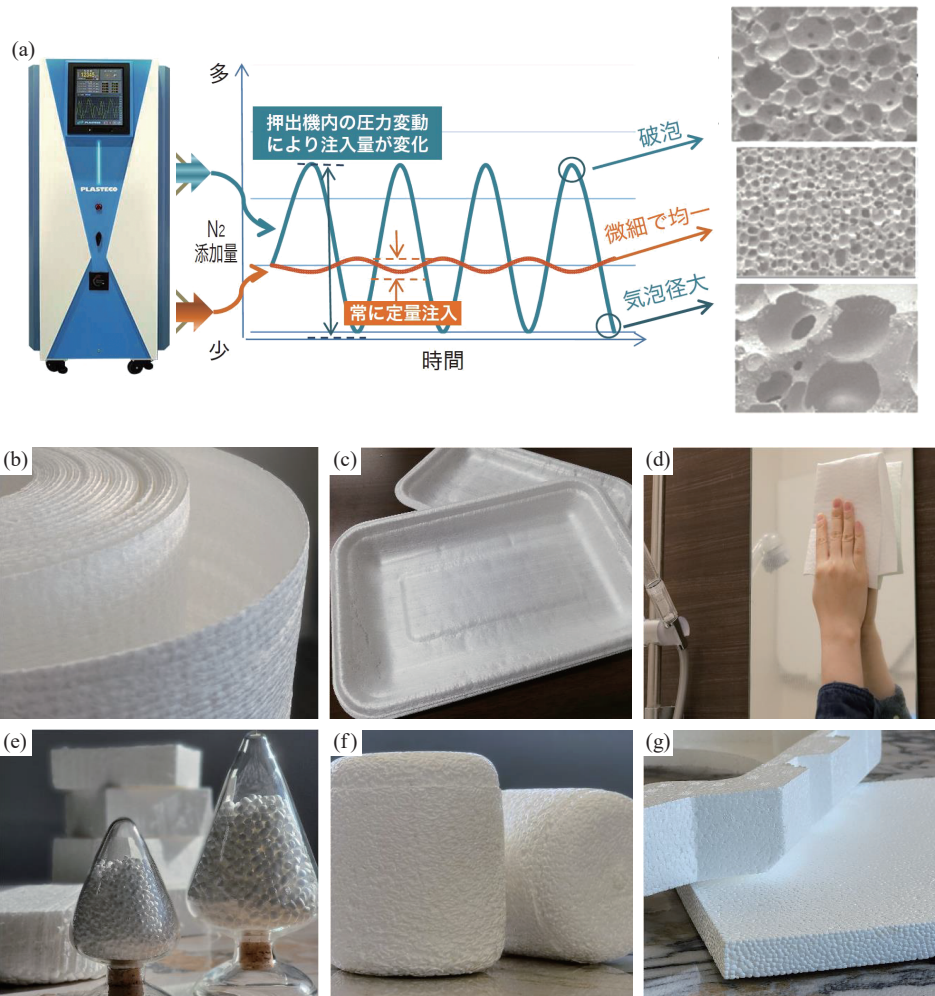 (a)
多
押出機内の圧力変動
により注入量が変化
破泡
PLASTECO
N₂
添加量
微細で均一
常に定量注入
気泡径大
少
時間
(b)
(c)
(d)
(e)
(f)
(g)